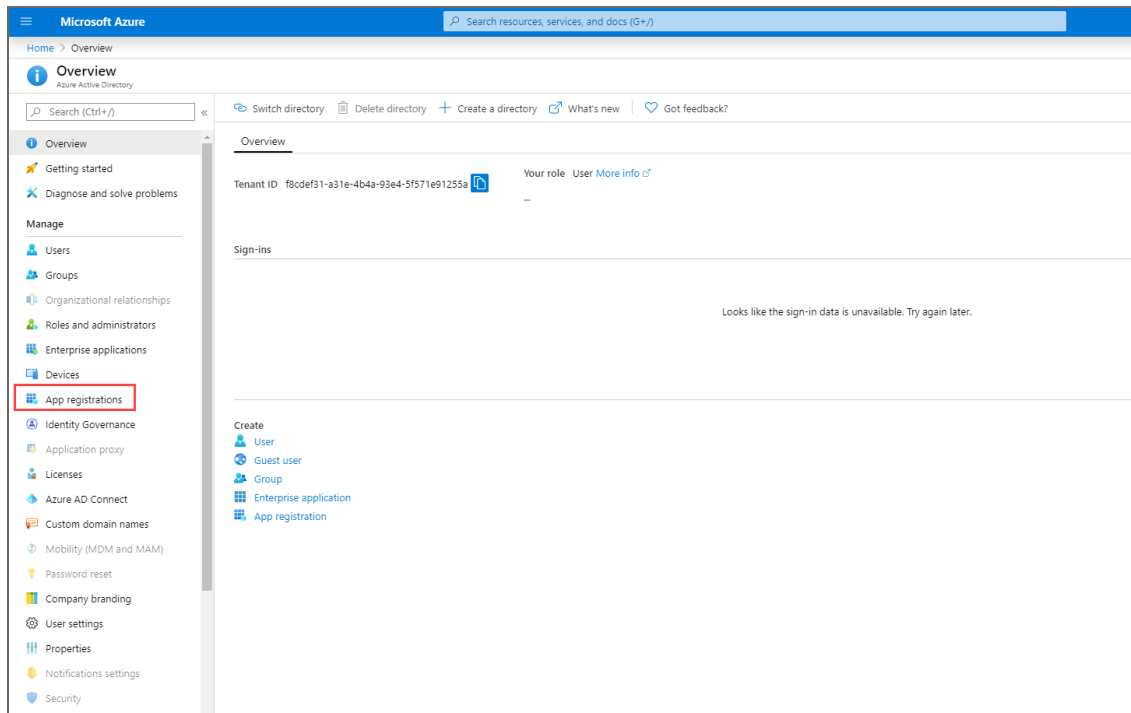 Microsoft Azure
Search resources, services, and docs (G+/)
Home > Overview
Overview
Azure Active Directory
Search (Ctrl+/)
«
Switch directory
Delete directory
Create a directory
What's new
Got feedback?
Overview
Getting started
Diagnose and solve problems
Manage
Users
Groups
Organizational relationships
Roles and administrators
Enterprise applications
Devices
App registrations
Identity Governance
Application proxy
Licenses
Azure AD Connect
Custom domain names
Mobility (MDM and MAM)
Password reset
Company branding
User settings
Properties
Notifications settings
Security
Overview
Tenant ID f8cdef31-a31e-4b4a-93e4-5f571e91255a
Your role User More info
...
Sign-ins
Looks like the sign-in data is unavailable. Try again later.
Create
User
Guest user
Group
Enterprise application
App registration